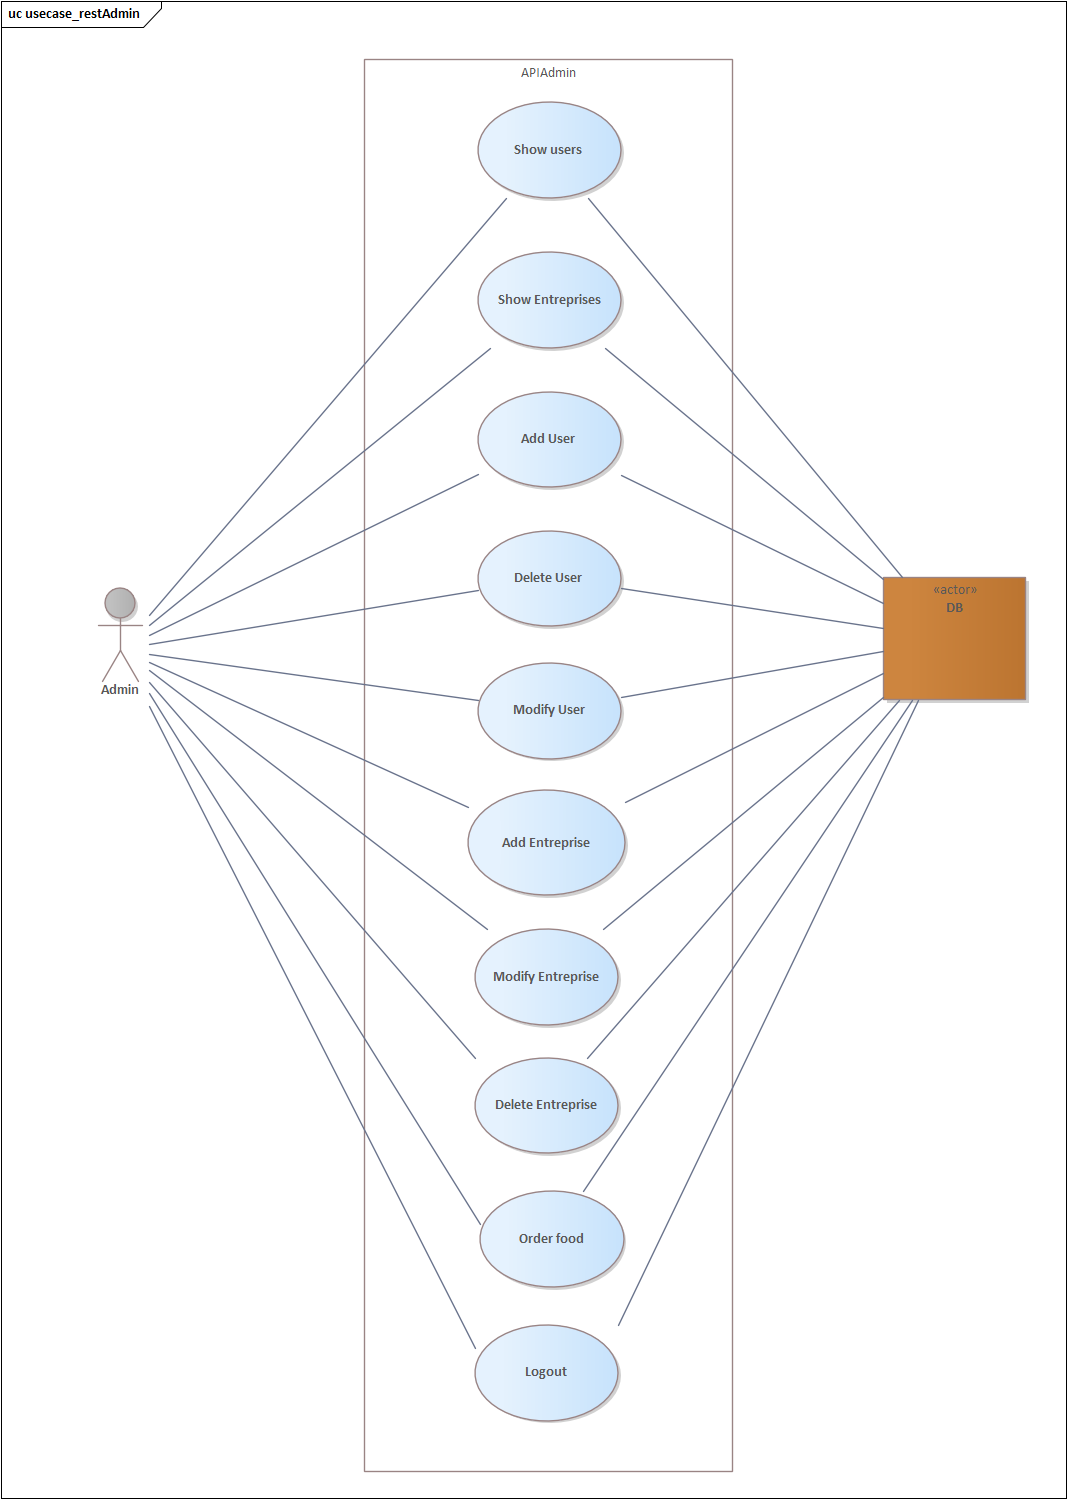 uc usecase_restAdmin
APIAdmin
Show users
Show Entreprises
Add User
Delete User
«actor»
DB
Admin
Modify User
Add Entreprise
Modify Entreprise
Delete Entreprise
Order food
Logout